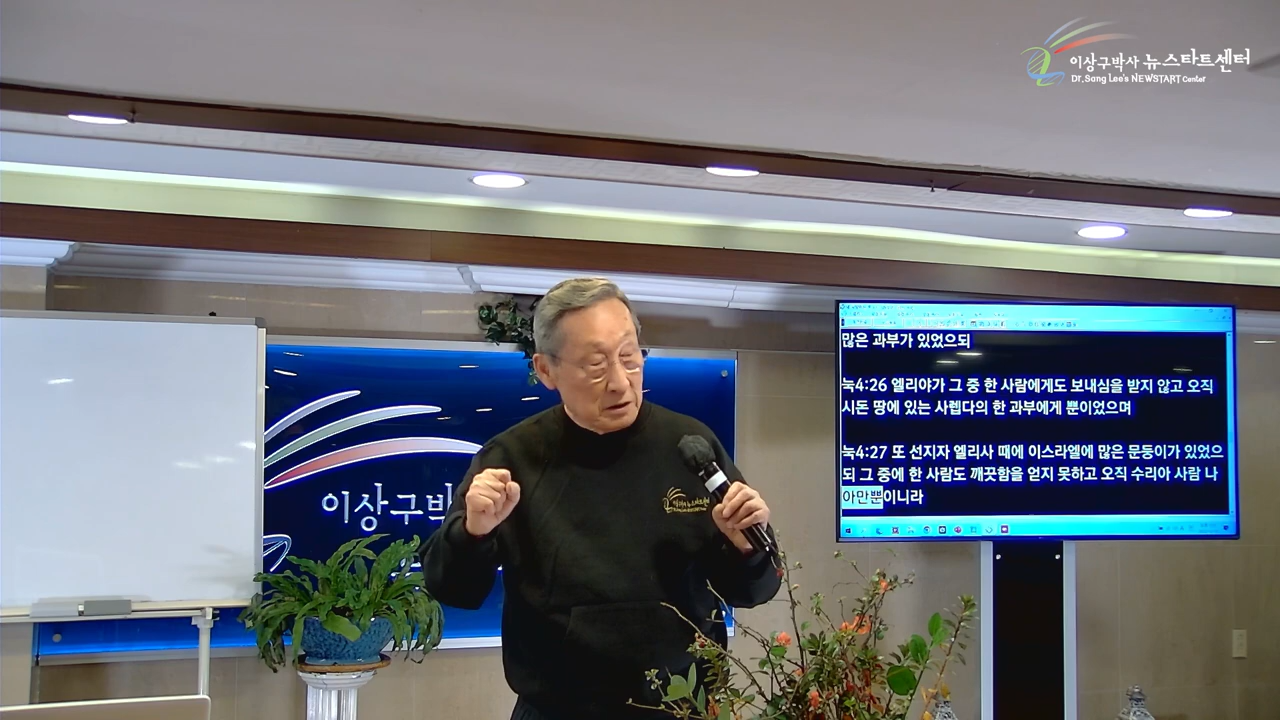 이상구박사 뉴스타트센터
Dr. Sang Lee's NEWSTART Center
많은 과부가 있었으되
눅4:26 엘리야가 그 중 한 사람에게도 보내심을 받지 않고 오직
시돈 땅에 있는 사렙다의 한 과부에게 뿐이었으며
눅4:27 또 선지자 엘리사 때에 이스라엘에 많은 문둥이가 있었으
되 그 중에 한 사람도 깨끗함을 얻지 못하고 오직 수리아 사람 나
아만뿐이니라
이상구박